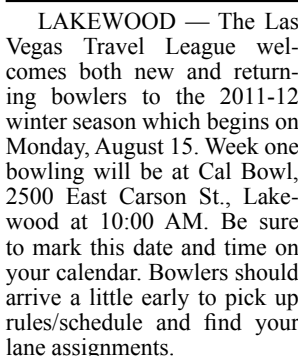 LAKEWOOD — The Las
Vegas Travel League wel-
comes both new and return-
ing bowlers to the 2011-12
winter season which begins on
Monday, August 15. Week one
bowling will be at Cal Bowl,
2500 East Carson St., Lake-
wood at 10:00 AM. Be sure
to mark this date and time on
your calendar. Bowlers should
arrive a little early to pick up
rules/schedule and find your
lane assignments.